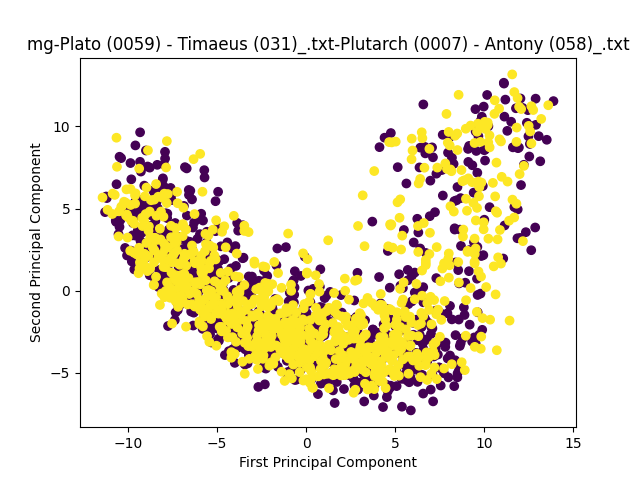 mg-Plato (0059) - Timaeus (031)_.txt-Plutarch (0007) - Antony (058)_.txt
10
5
0
−5
Second Principal Component
−10 −5 0 5 10 15
First Principal Component